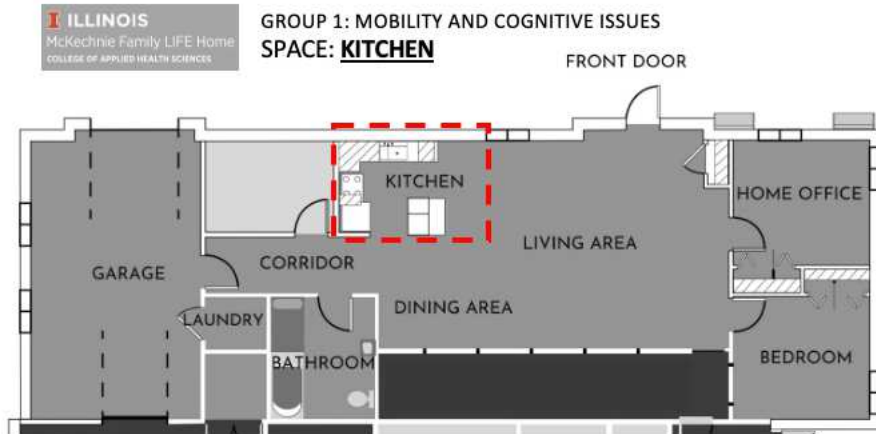 ILLINOIS
McKechnie Family LIFE Home
COLLEGE OF APPLIED HEALTH SCIENCES
GROUP 1: MOBILITY AND COGNITIVE ISSUES
SPACE: KITCHEN
FRONT DOOR
KITCHEN
HOME OFFICE
LIVING AREA
CORRIDOR
GARAGE
DINING AREA
LAUNDRY
BATHROOM
BEDROOM